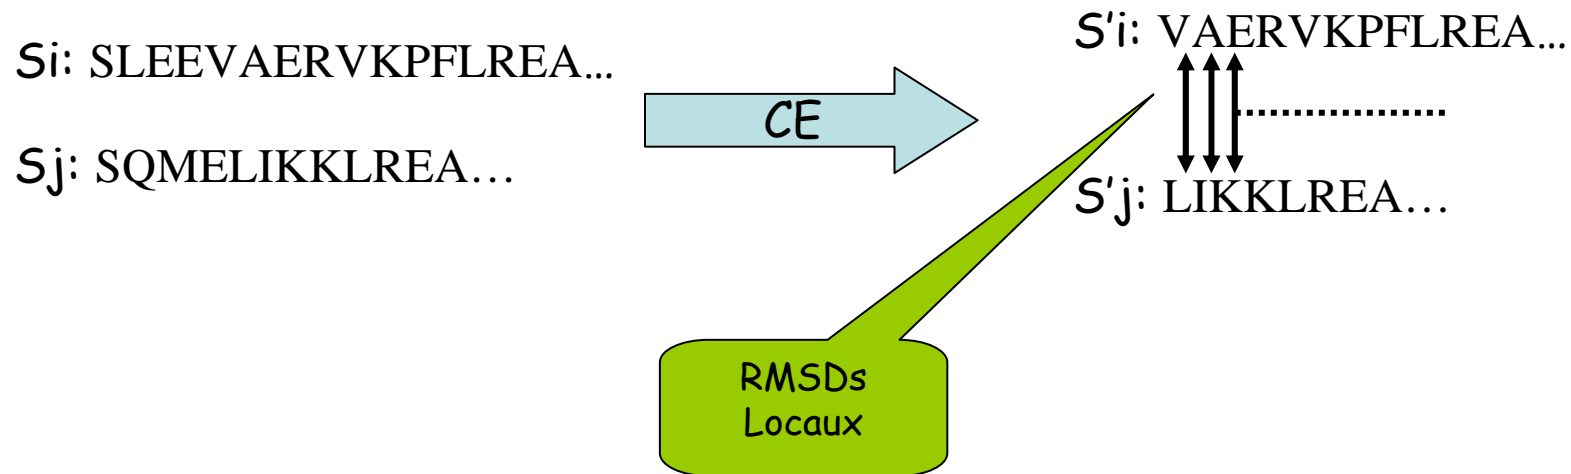 Si: SLEEVAERVKPFLREA...
Sj: SQMELIKKLREA…
CE
S'i: VAERVKPFLREA...
S'j: LIKKLREA…
RMSDs
Locaux